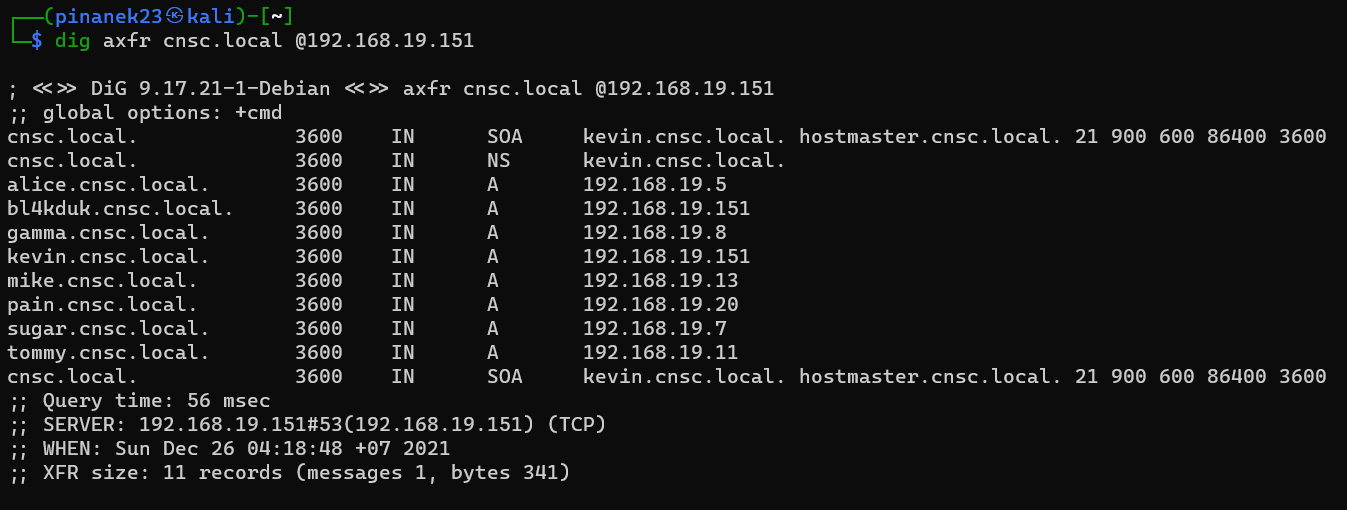 ┌──(pinanek23㉿kali)-[~]
└─$ dig axfr cnsc.local @192.168.19.151
; <<>> DiG 9.17.21-1-Debian <<>> axfr cnsc.local @192.168.19.151
;; global options: +cmd
cnsc.local. 3600 IN SOA kevin.cnsc.local. hostmaster.cnsc.local. 21 900 600 86400 3600
cnsc.local. 3600 IN NS kevin.cnsc.local.
alice.cnsc.local. 3600 IN A 192.168.19.5
bl4kduk.cnsc.local. 3600 IN A 192.168.19.151
gamma.cnsc.local. 3600 IN A 192.168.19.8
kevin.cnsc.local. 3600 IN A 192.168.19.151
mike.cnsc.local. 3600 IN A 192.168.19.13
pain.cnsc.local. 3600 IN A 192.168.19.20
sugar.cnsc.local. 3600 IN A 192.168.19.7
tommy.cnsc.local. 3600 IN A 192.168.19.11
cnsc.local. 3600 IN SOA kevin.cnsc.local. hostmaster.cnsc.local. 21 900 600 86400 3600
;; Query time: 56 msec
;; SERVER: 192.168.19.151#53(192.168.19.151) (TCP)
;; WHEN: Sun Dec 26 04:18:48 +07 2021
;; XFR size: 11 records (messages 1, bytes 341)